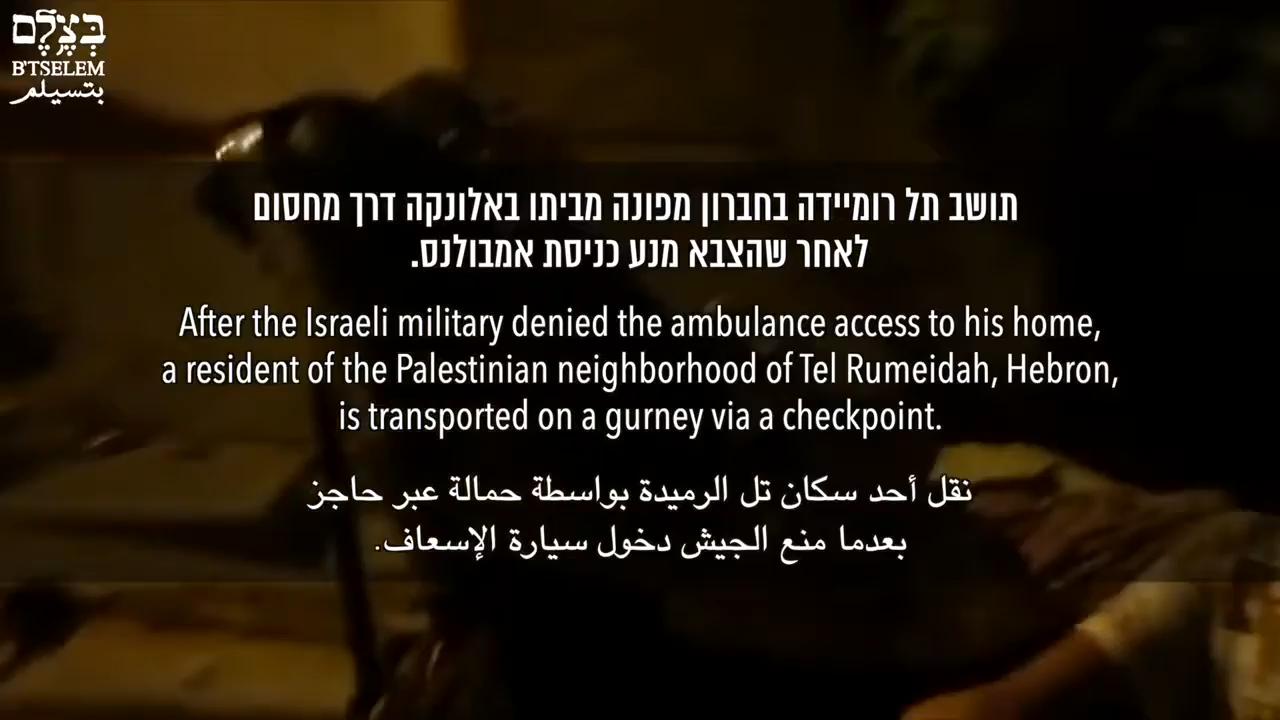 בְּצֶלֶם
B'TSELEM
بتسيلم
תושב תל רומיידה בחברון מפונה מביתו באלונקה דרך מחסום
לאחר שהצבא מנע כניסת אמבולנס.
After the Israeli military denied the ambulance access to his home,
a resident of the Palestinian neighborhood of Tel Rumeidah, Hebron,
is transported on a gurney via a checkpoint.
نقل أحد سكان تل الرميدة بواسطة حمالة عبر حاجز
بعدما منع الجيش دخول سيارة الإسعاف.